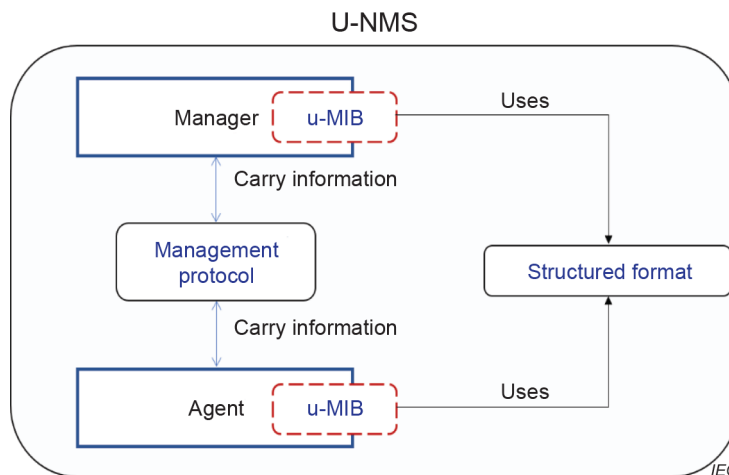 U-NMS
Manager
u-MIB
Uses
Carry information
Management
protocol
Structured format
Carry information
Agent
u-MIB
Uses